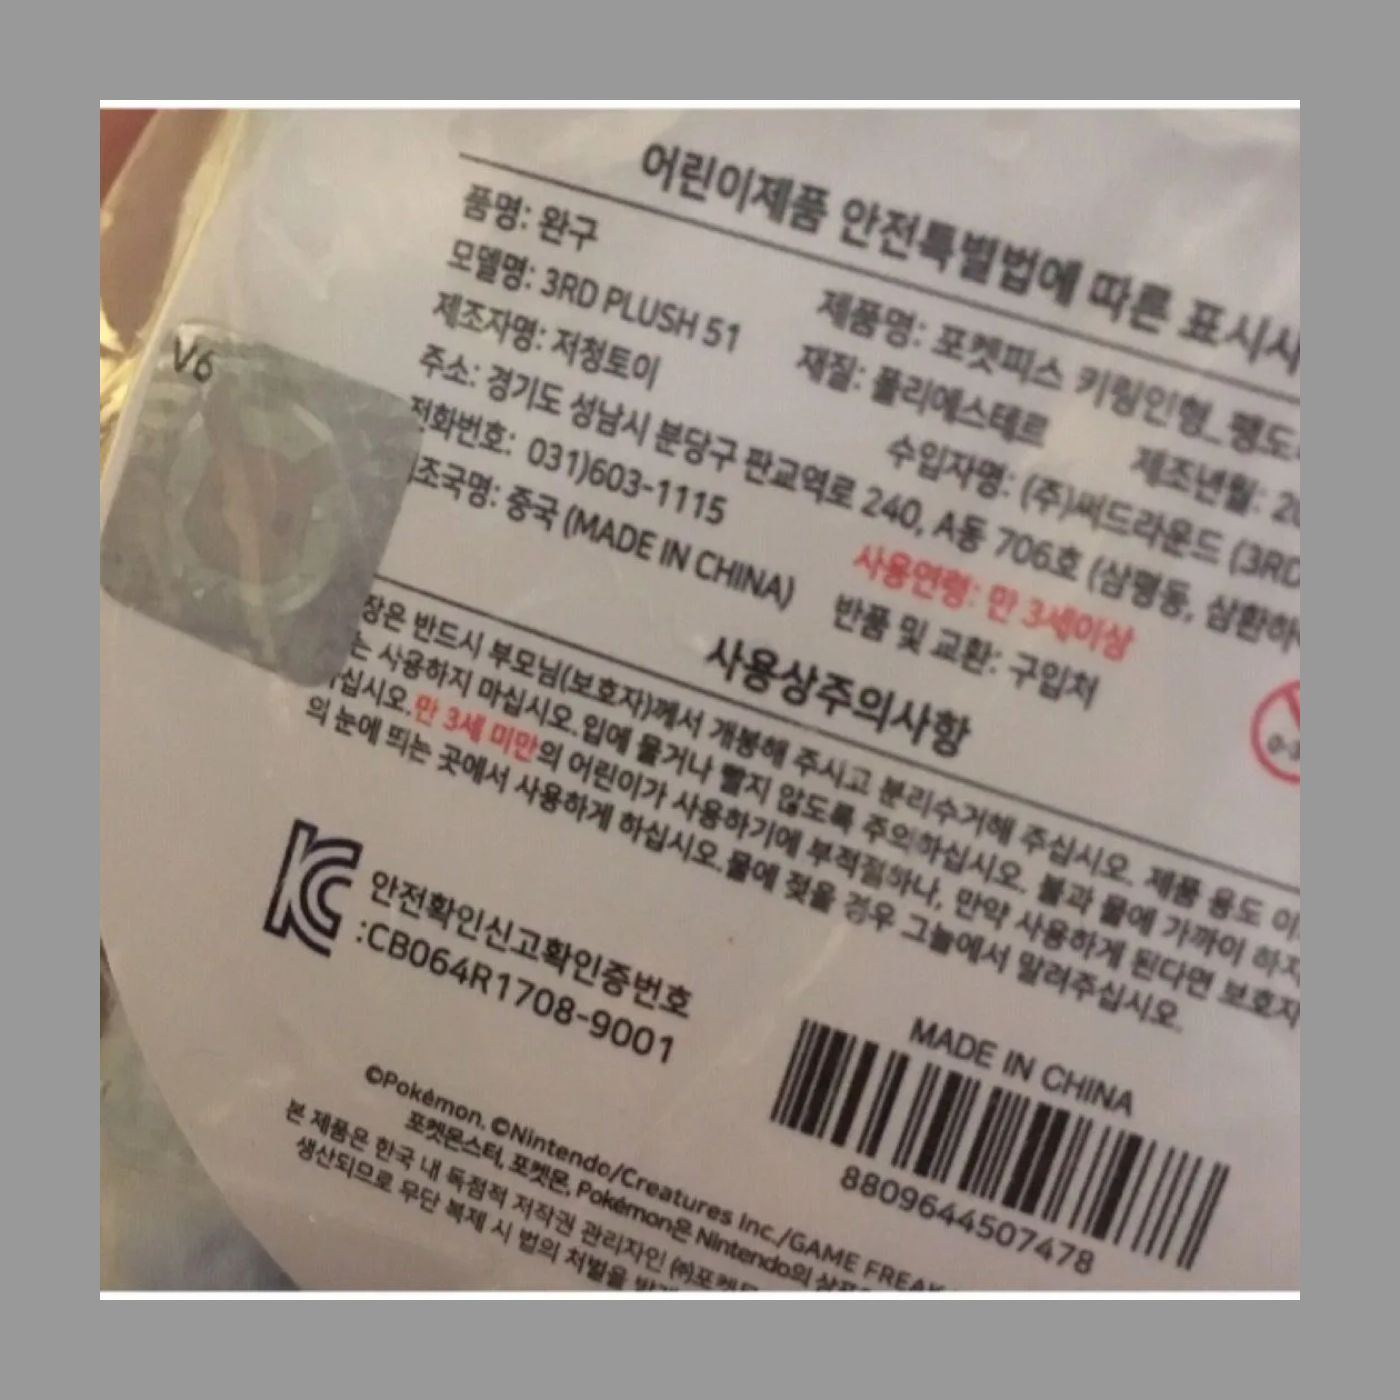 어린이제품 안전특별법에 따른 표시사
품명: 완구
모델명: 3RD PLUSH 51 제품명: 포켓피스 키링인형_팽도
제조자명: 저청토이 재질: 폴리에스테르 제조년월: 20
수입자명: (주)써드라운드 (3RD
주소: 경기도 성남시 분당구 판교역로 240, A동 706호 (삼평동, 삼환하
전화번호: 031)603-1115 사용연령: 만 3세이상
조국명: 중국 (MADE IN CHINA) 반품 및 교환: 구입처
사용상주의사항
장은 반드시 부모님(보호자)께서 개봉해 주시고 분리수거해 주십시오. 제품 용도 이
는 사용하지 마십시오.입에 물거나 빨지 않도록 주의하십시오. 불과 물에 가까이 하지
십시오.만 3세 미만의 어린이가 사용하기에 부적절하나, 만약 사용하게 된다면 보호자
의 눈에 띄는 곳에서 사용하게 하십시오.물에 젖을 경우 그늘에서 말려주십시오.
V6
0-3
KC
안전확인신고확인증번호
:CB064R1708-9001
MADE IN CHINA
8809644507478
©Pokémon. ©Nintendo/Creatures Inc./GAME FREAK
포켓몬스터, 포켓몬, Pokémon은 Nintendo의 상표
본 제품은 한국 내 독점적 저작권 관리자인 ㈜포켓몬
생산되므로 무단 복제 시 법의 처벌을 받